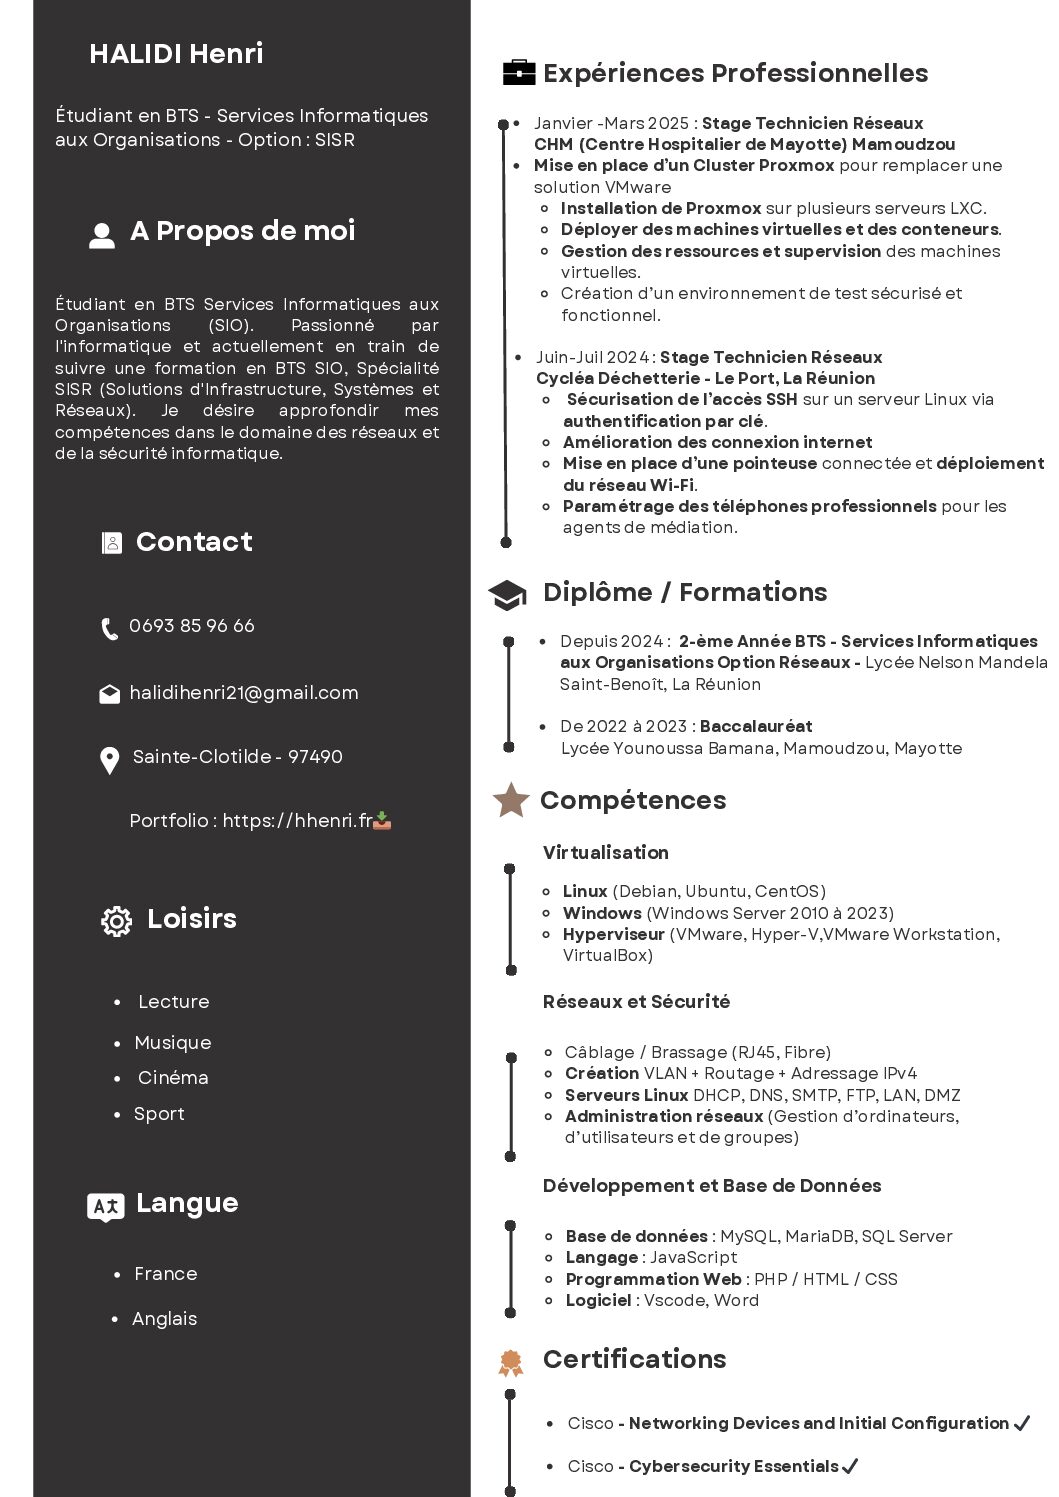 HALIDI Henri
Étudiant en BTS - Services Informatiques
aux Organisations - Option : SISR
A Propos de moi
Étudiant en BTS Services Informatiques aux
Organisations (SIO). Passionné par
l'informatique et actuellement en train de
suivre une formation en BTS SIO, Spécialité
SISR (Solutions d'Infrastructure, Systèmes et
Réseaux). Je désire approfondir mes
compétences dans le domaine des réseaux et
de la sécurité informatique.
Contact
0693 85 96 66
halidihenri21@gmail.com
Sainte-Clotilde - 97490
Portfolio : https://hhenri.fr
Loisirs
• Lecture
• Musique
• Cinéma
• Sport
Langue
• France
• Anglais
Expériences Professionnelles
• Janvier -Mars 2025 : Stage Technicien Réseaux
CHM (Centre Hospitalier de Mayotte) Mamoudzou
• Mise en place d’un Cluster Proxmox pour remplacer une
solution VMware
◦ Installation de Proxmox sur plusieurs serveurs LXC.
◦ Déployer des machines virtuelles et des conteneurs.
◦ Gestion des ressources et supervision des machines
virtuelles.
◦ Création d’un environnement de test sécurisé et
fonctionnel.
• Juin-Juil 2024 : Stage Technicien Réseaux
Cycléa Déchetterie - Le Port, La Réunion
◦ Sécurisation de l’accès SSH sur un serveur Linux via
authentification par clé.
◦ Amélioration des connexion internet
◦ Mise en place d’une pointeuse connectée et déploiement
du réseau Wi-Fi.
◦ Paramétrage des téléphones professionnels pour les
agents de médiation.
Diplôme / Formations
• Depuis 2024 : 2-ème Année BTS - Services Informatiques
aux Organisations Option Réseaux - Lycée Nelson Mandela
Saint-Benoît, La Réunion
• De 2022 à 2023 : Baccalauréat
Lycée Younoussa Bamana, Mamoudzou, Mayotte
Compétences
Virtualisation
◦ Linux (Debian, Ubuntu, CentOS)
◦ Windows (Windows Server 2010 à 2023)
◦ Hyperviseur (VMware, Hyper-V,VMware Workstation,
VirtualBox)
Réseaux et Sécurité
◦ Câblage / Brassage (RJ45, Fibre)
◦ Création VLAN + Routage + Adressage IPv4
◦ Serveurs Linux DHCP, DNS, SMTP, FTP, LAN, DMZ
◦ Administration réseaux (Gestion d’ordinateurs,
d’utilisateurs et de groupes)
Développement et Base de Données
◦ Base de données : MySQL, MariaDB, SQL Server
◦ Langage : JavaScript
◦ Programmation Web : PHP / HTML / CSS
◦ Logiciel : Vscode, Word
Certifications
• Cisco - Networking Devices and Initial Configuration ✓
• Cisco - Cybersecurity Essentials ✓